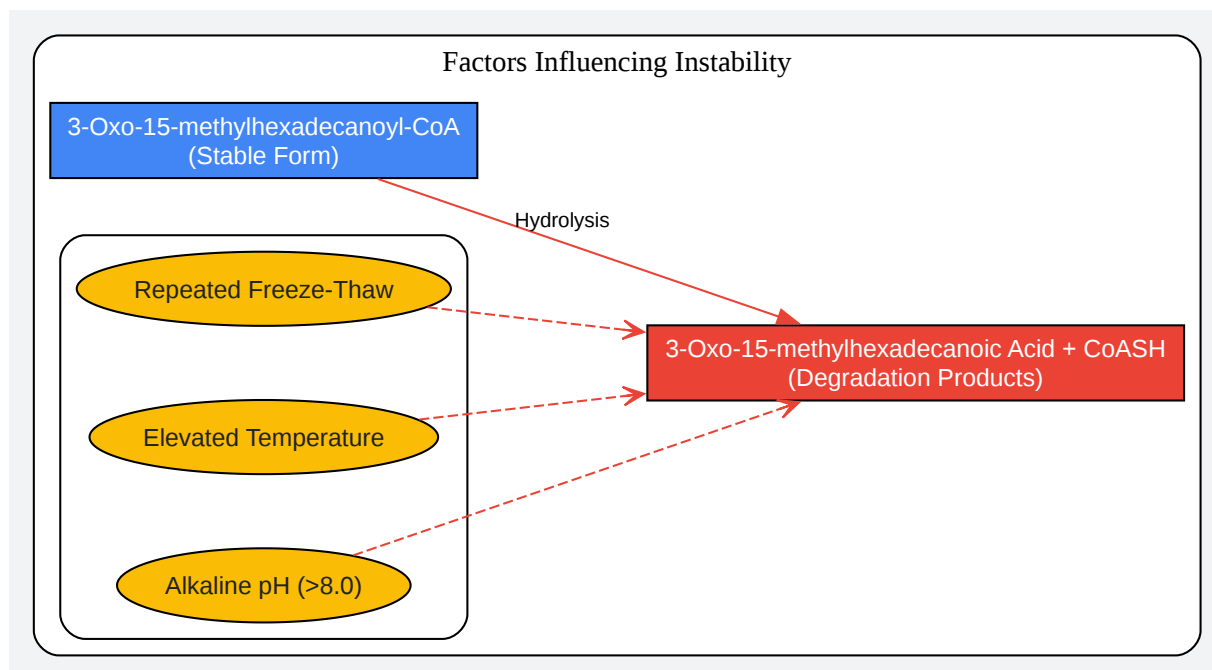 Factors Influencing Instability
3-Oxo-15-methylhexadecanoyl-CoA
(Stable Form)
Hydrolysis
Repeated Freeze-Thaw
3-Oxo-15-methylhexadecanoic Acid + CoASH
(Degradation Products)
Elevated Temperature
Alkaline pH (>8.0)